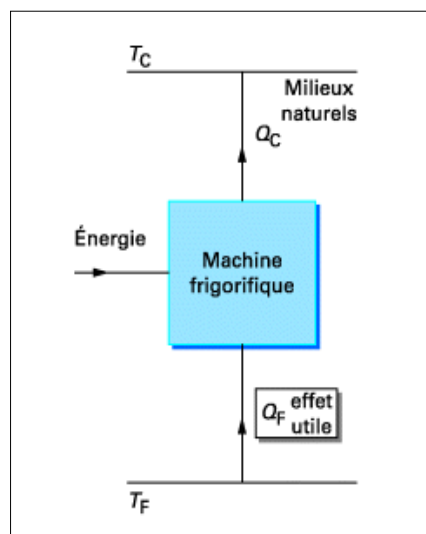 T_C
Milieux
naturels
Q_C
Énergie
Machine
frigorifique
Q_F effet
utile
T_F